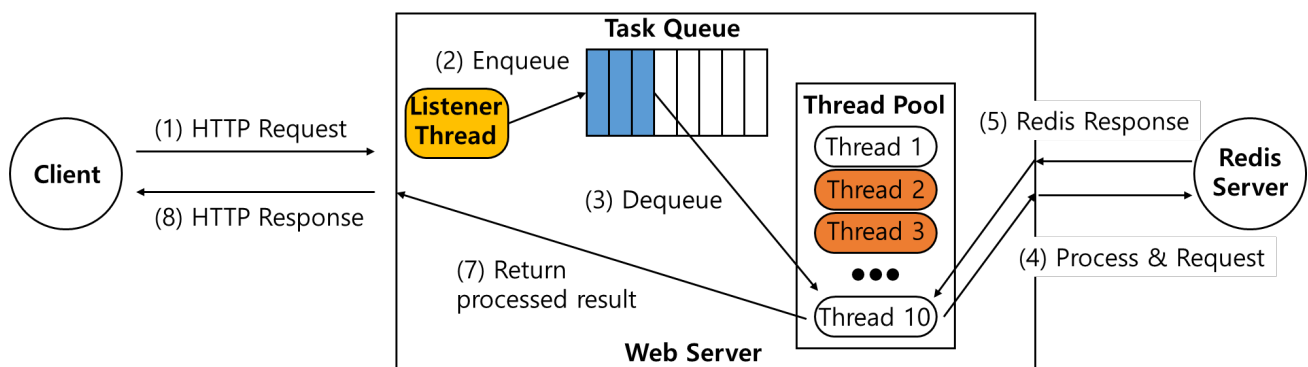 Task Queue
(2) Enqueue
Listener
Thread
Thread Pool
(1) HTTP Request
(5) Redis Response
Thread 1
Client
Redis
Server
Thread 2
(3) Dequeue
(8) HTTP Response
Thread 3
(4) Process & Request
(7) Return
processed result
Thread 10
Web Server